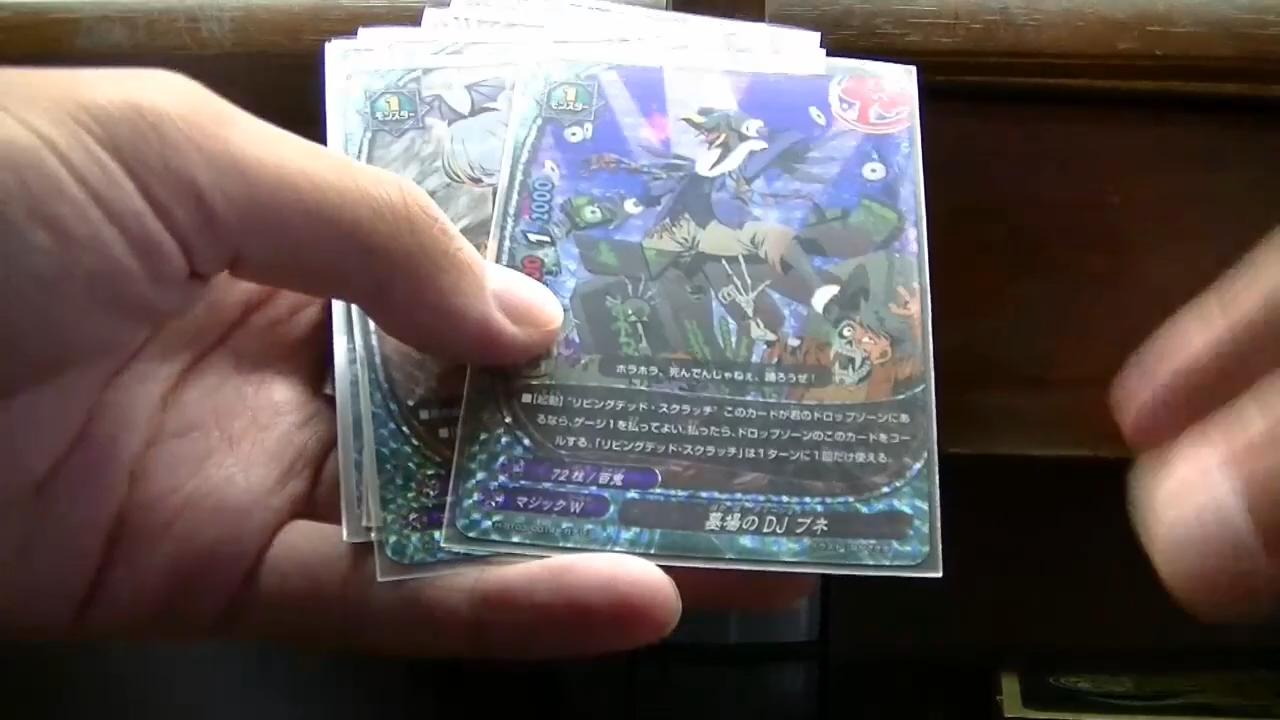 1
モンスター
1
モンスター
2000
1
ホラホラ、死んでんじゃねぇ、踊ろうぜ!
■【起動】"リビングデッド・スクラッチ" このカードが君のドロップゾーンにあ
るなら、ゲージ1を払ってよい。払ったら、ドロップゾーンのこのカードをコー
ルする。「リビングデッド・スクラッチ」は1ターンに1回だけ使える。
72柱/百鬼
マジックW
墓場のDJ ブネ